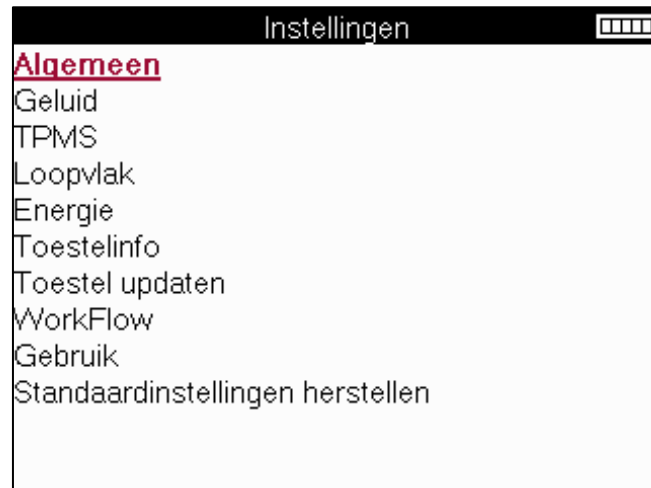 Instellingen
Algemeen
Geluid
TPMS
Loopvlak
Energie
Toestelinfo
Toestel updaten
WorkFlow
Gebruik
Standaardinstellingen herstellen